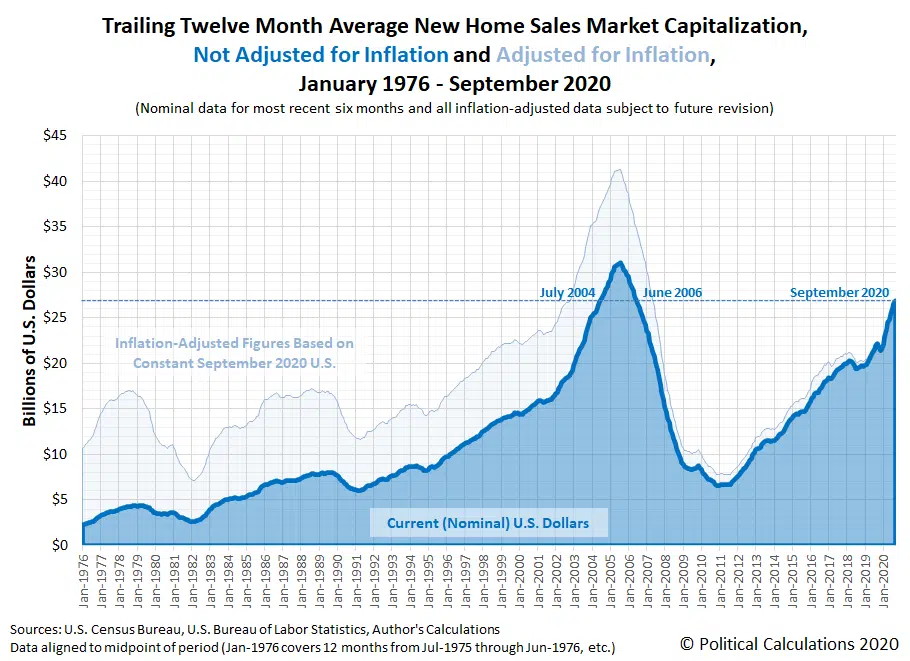 Trailing Twelve Month Average New Home Sales Market Capitalization,
Not Adjusted for Inflation and Adjusted for Inflation,
January 1976 - September 2020
(Nominal data for most recent six months and all inflation-adjusted data subject to future revision)
Billions of U.S. Dollars
$45
$40
$35
$30
$25
$20
$15
$10
$5
$0
July 2004
June 2006
September 2020
Inflation-Adjusted Figures Based on
Constant September 2020 U.S.
Current (Nominal) U.S. Dollars
Jan-1976
Jan-1977
Jan-1978
Jan-1979
Jan-1980
Jan-1981
Jan-1982
Jan-1983
Jan-1984
Jan-1985
Jan-1986
Jan-1987
Jan-1988
Jan-1989
Jan-1990
Jan-1991
Jan-1992
Jan-1993
Jan-1994
Jan-1995
Jan-1996
Jan-1997
Jan-1998
Jan-1999
Jan-2000
Jan-2001
Jan-2002
Jan-2003
Jan-2004
Jan-2005
Jan-2006
Jan-2007
Jan-2008
Jan-2009
Jan-2010
Jan-2011
Jan-2012
Jan-2013
Jan-2014
Jan-2015
Jan-2016
Jan-2017
Jan-2018
Jan-2019
Jan-2020
Sources: U.S. Census Bureau, U.S. Bureau of Labor Statistics, Author's Calculations
Data aligned to midpoint of period (Jan-1976 covers 12 months from Jul-1975 through Jun-1976, etc.)
© Political Calculations 2020